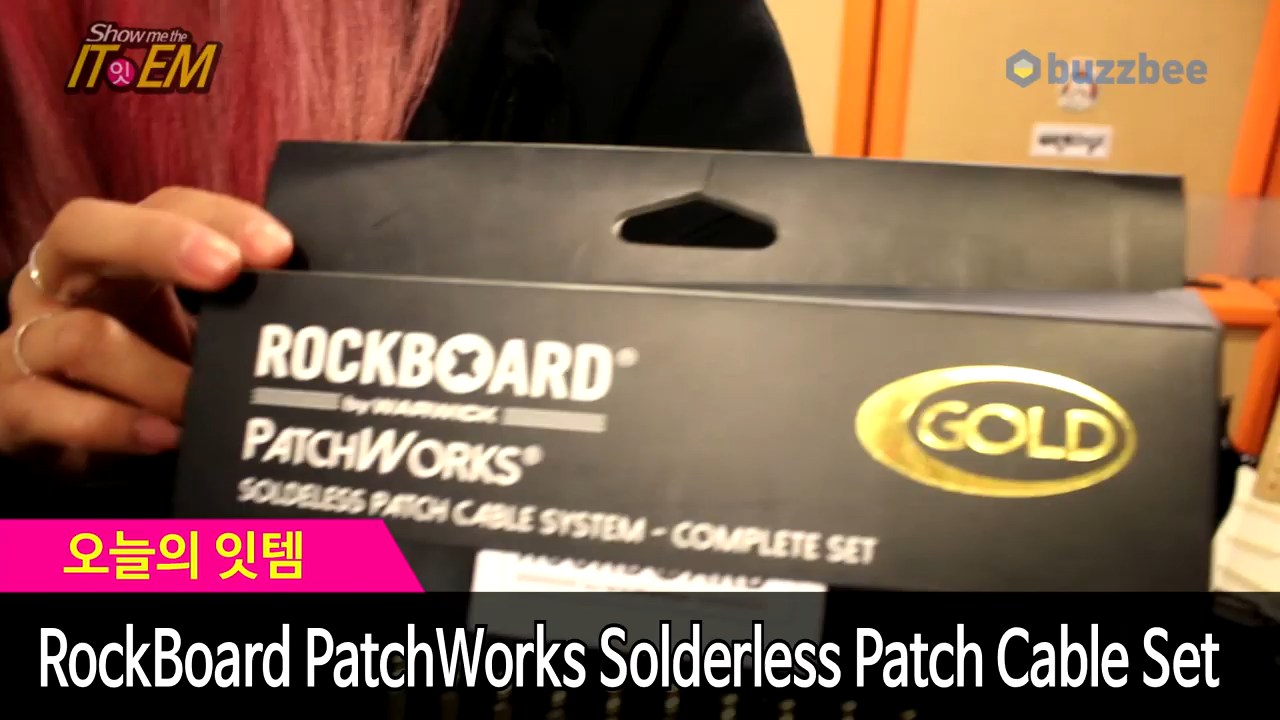 Show me the
IT잇EM
buzzbee
ROCKBOARD®
by WARWICK
PATCHWORKS®
SOLDELESS PATCH CABLE SYSTEM - COMPLETE SET
GOLD
오늘의 잇템
RockBoard PatchWorks Solderless Patch Cable Set